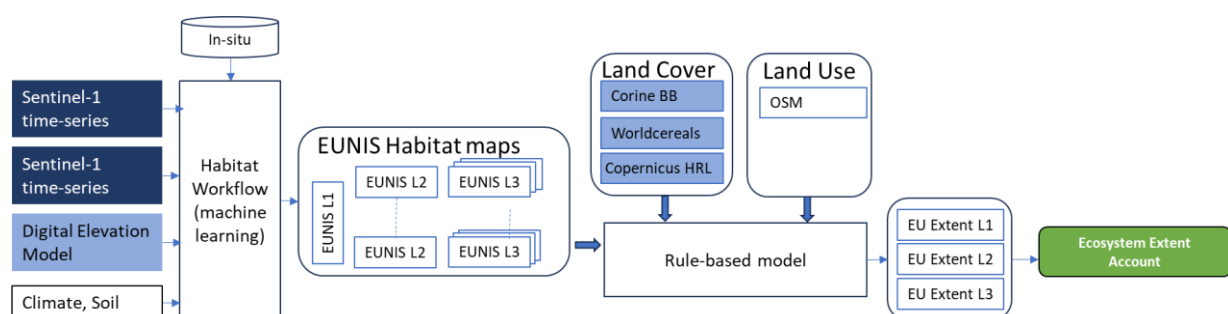 In-situ
Sentinel-1
time-series
Sentinel-1
time-series
Digital Elevation
Model
Climate, Soil
Habitat
Workflow
(machine
learning)
EUNIS Habitat maps
EUNIS L1
EUNIS L2
EUNIS L3
EUNIS L2
EUNIS L3
Land Cover
Corine BB
Worldcereals
Copernicus HRL
Land Use
OSM
Rule-based model
EU Extent L1
EU Extent L2
EU Extent L3
Ecosystem Extent
Account